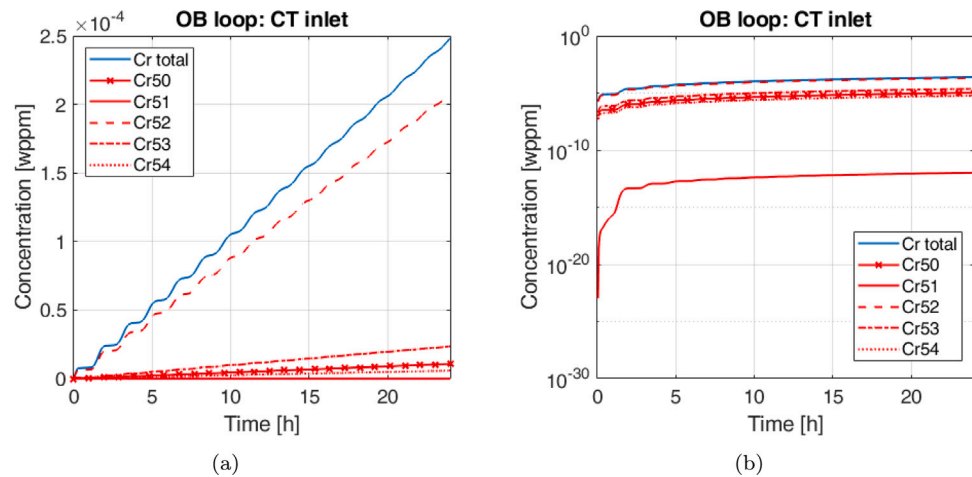 OB loop: CT inlet
×10⁻⁴
2.5
2
1.5
1
0.5
0
Concentration [wppm]
Cr total
Cr50
Cr51
Cr52
Cr53
Cr54
0 5 10 15 20
Time [h]
(a)
OB loop: CT inlet
10⁰
10⁻¹⁰
10⁻²⁰
10⁻³⁰
Concentration [wppm]
Cr total
Cr50
Cr51
Cr52
Cr53
Cr54
0 5 10 15 20
Time [h]
(b)